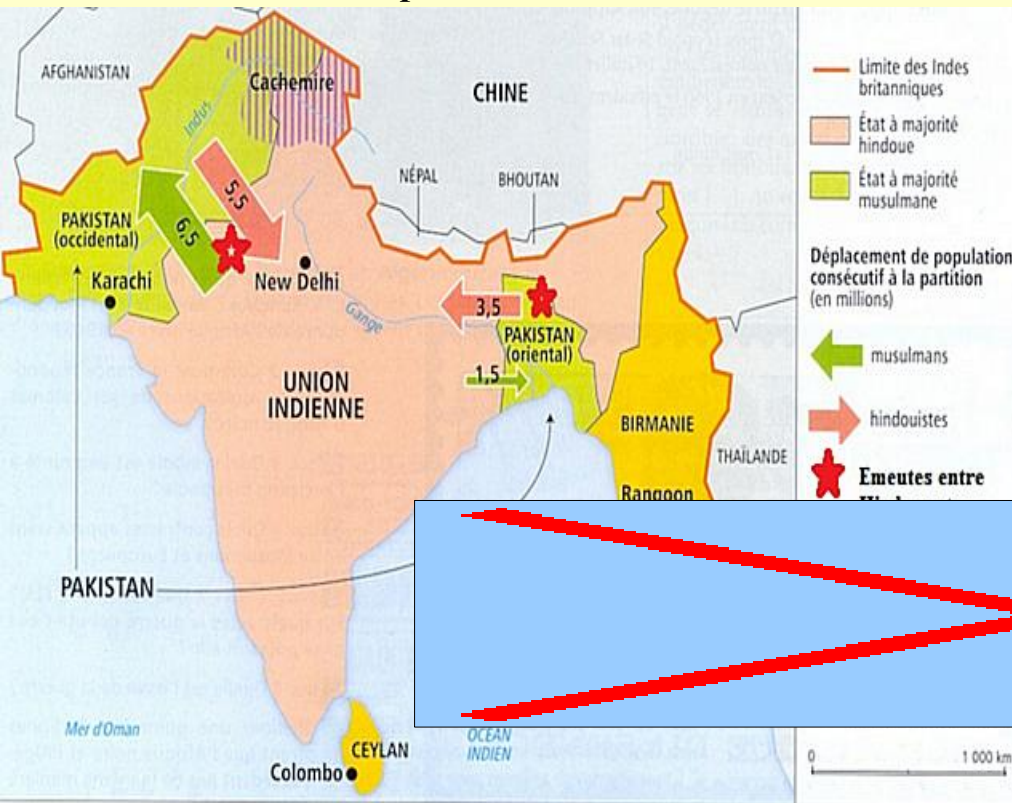 AFGHANISTAN
Cachemire
CHINE
Indus
NÉPAL
BHOUTAN
5,5
6,5
PAKISTAN
(occidental)
Karachi
New Delhi
Gange
3,5
PAKISTAN
(oriental)
1,5
UNION
INDIENNE
BIRMANIE
THAÏLANDE
Rangoon
PAKISTAN
Mer d'Oman
CEYLAN
Colombo
OCÉAN
INDIEN
Limite des Indes
britanniques
État à majorité
hindoue
État à majorité
musulmane
Déplacement de population
consécutif à la partition
(en millions)
musulmans
hindouistes
Emeutes entre
0
1 000 km